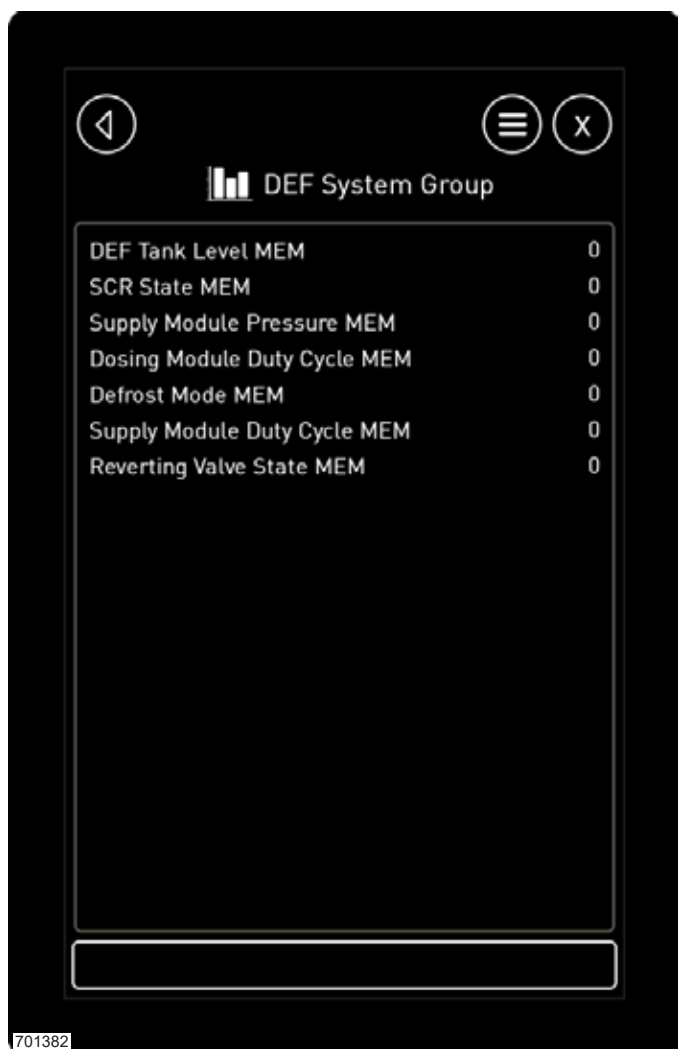 X
DEF System Group
DEF Tank Level MEM 0
SCR State MEM 0
Supply Module Pressure MEM 0
Dosing Module Duty Cycle MEM 0
Defrost Mode MEM 0
Supply Module Duty Cycle MEM 0
Reverting Valve State MEM 0
701382